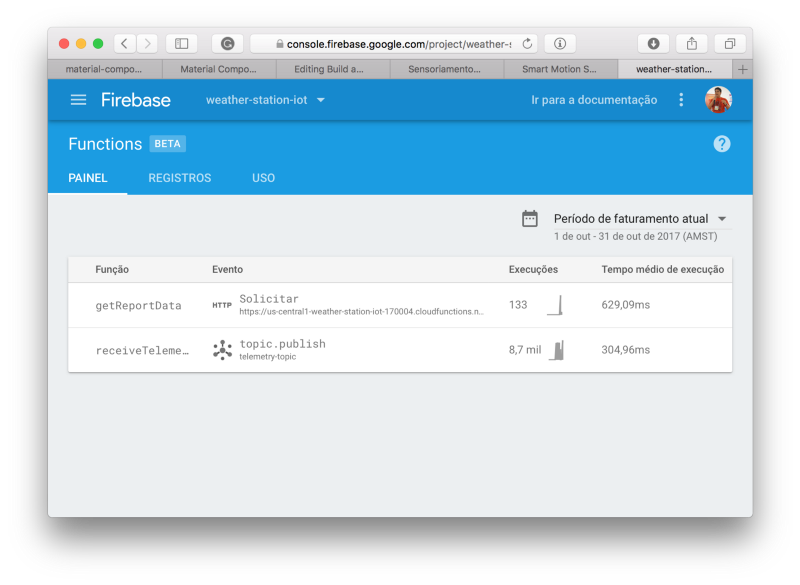 console.firebase.google.com/project/weather-s
material-compo...
Material Compo...
Editing Build a...
Sensoriamento...
Smart Motion S...
weather-station...
Firebase
weather-station-iot
Ir para a documentação
Functions BETA
PAINEL
REGISTROS
USO
Período de faturamento atual
1 de out - 31 de out de 2017 (AMST)
Função
Evento
Execuções
Tempo médio de execução
getReportData
HTTP
Solicitar
https://us-central1-weather-station-iot-170004.cloudfunctions.n...
133
629,09ms
receiveTeleme...
topic.publish
telemetry-topic
8,7 mil
304,96ms